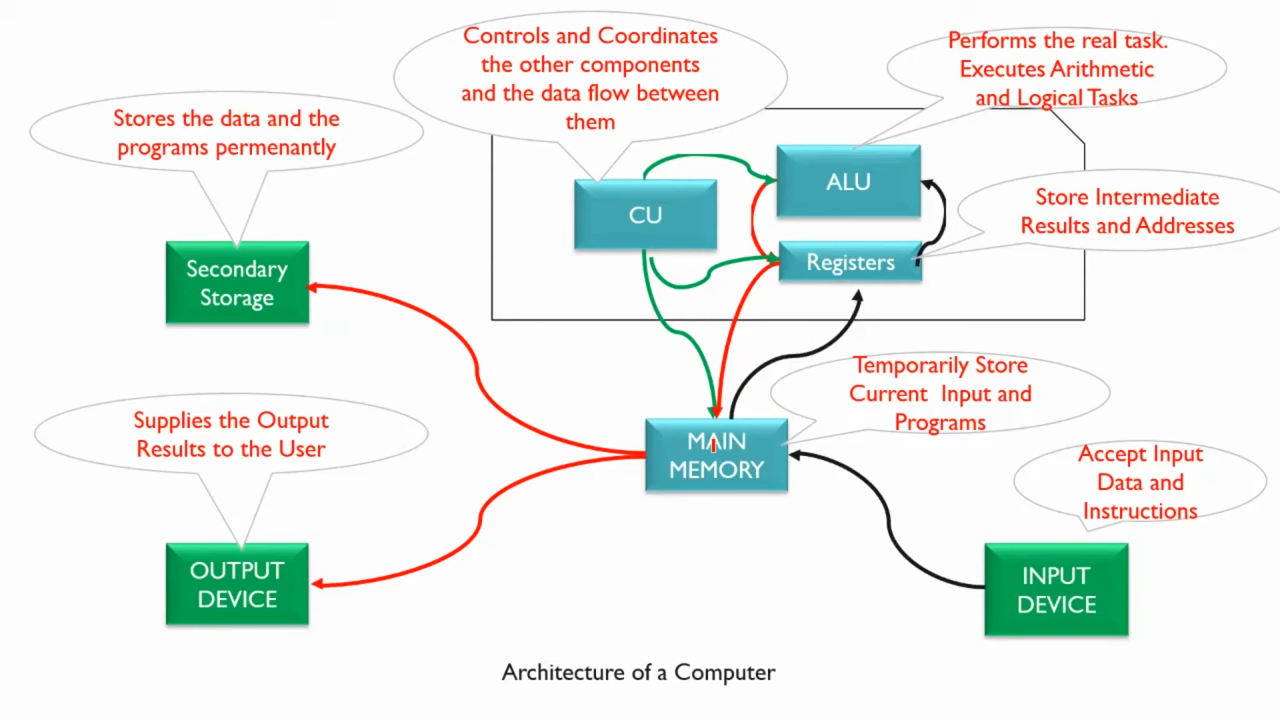 Controls and Coordinates
the other components
and the data flow between
them
Performs the real task.
Executes Arithmetic
and Logical Tasks
Stores the data and the
programs permenantly
ALU
CU
Store Intermediate
Results and Addresses
Registers
Secondary
Storage
Temporarily Store
Current Input and
Programs
Supplies the Output
Results to the User
MAIN
MEMORY
Accept Input
Data and
Instructions
OUTPUT
DEVICE
INPUT
DEVICE
Architecture of a Computer